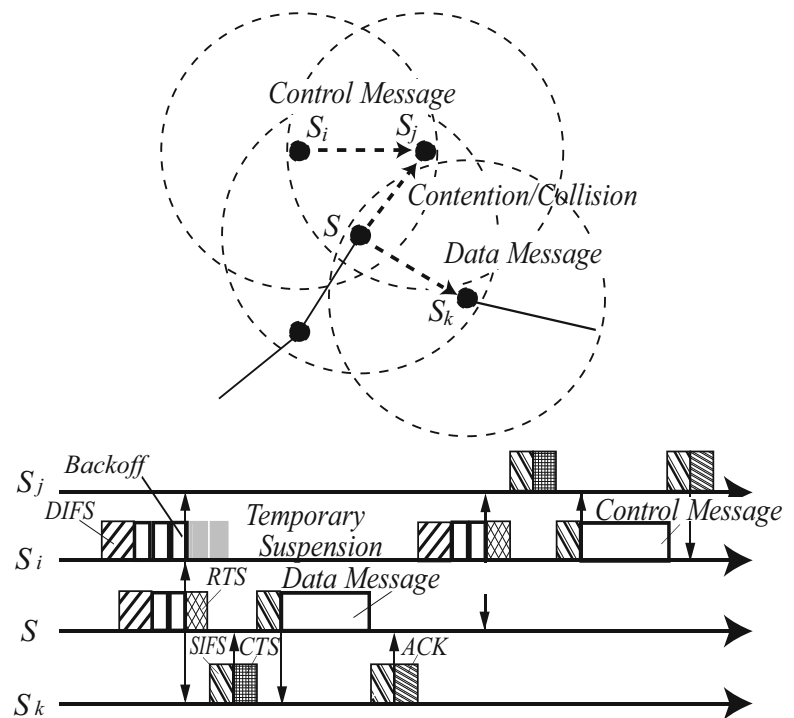 Control Message
Si
Sj
Contention/Collision
S
Data Message
Sk
Backoff
Sj
DIFS
Temporary
Suspension
Control Message
Si
RTS
Data Message
S
SIFS
CTS
ACK
Sk